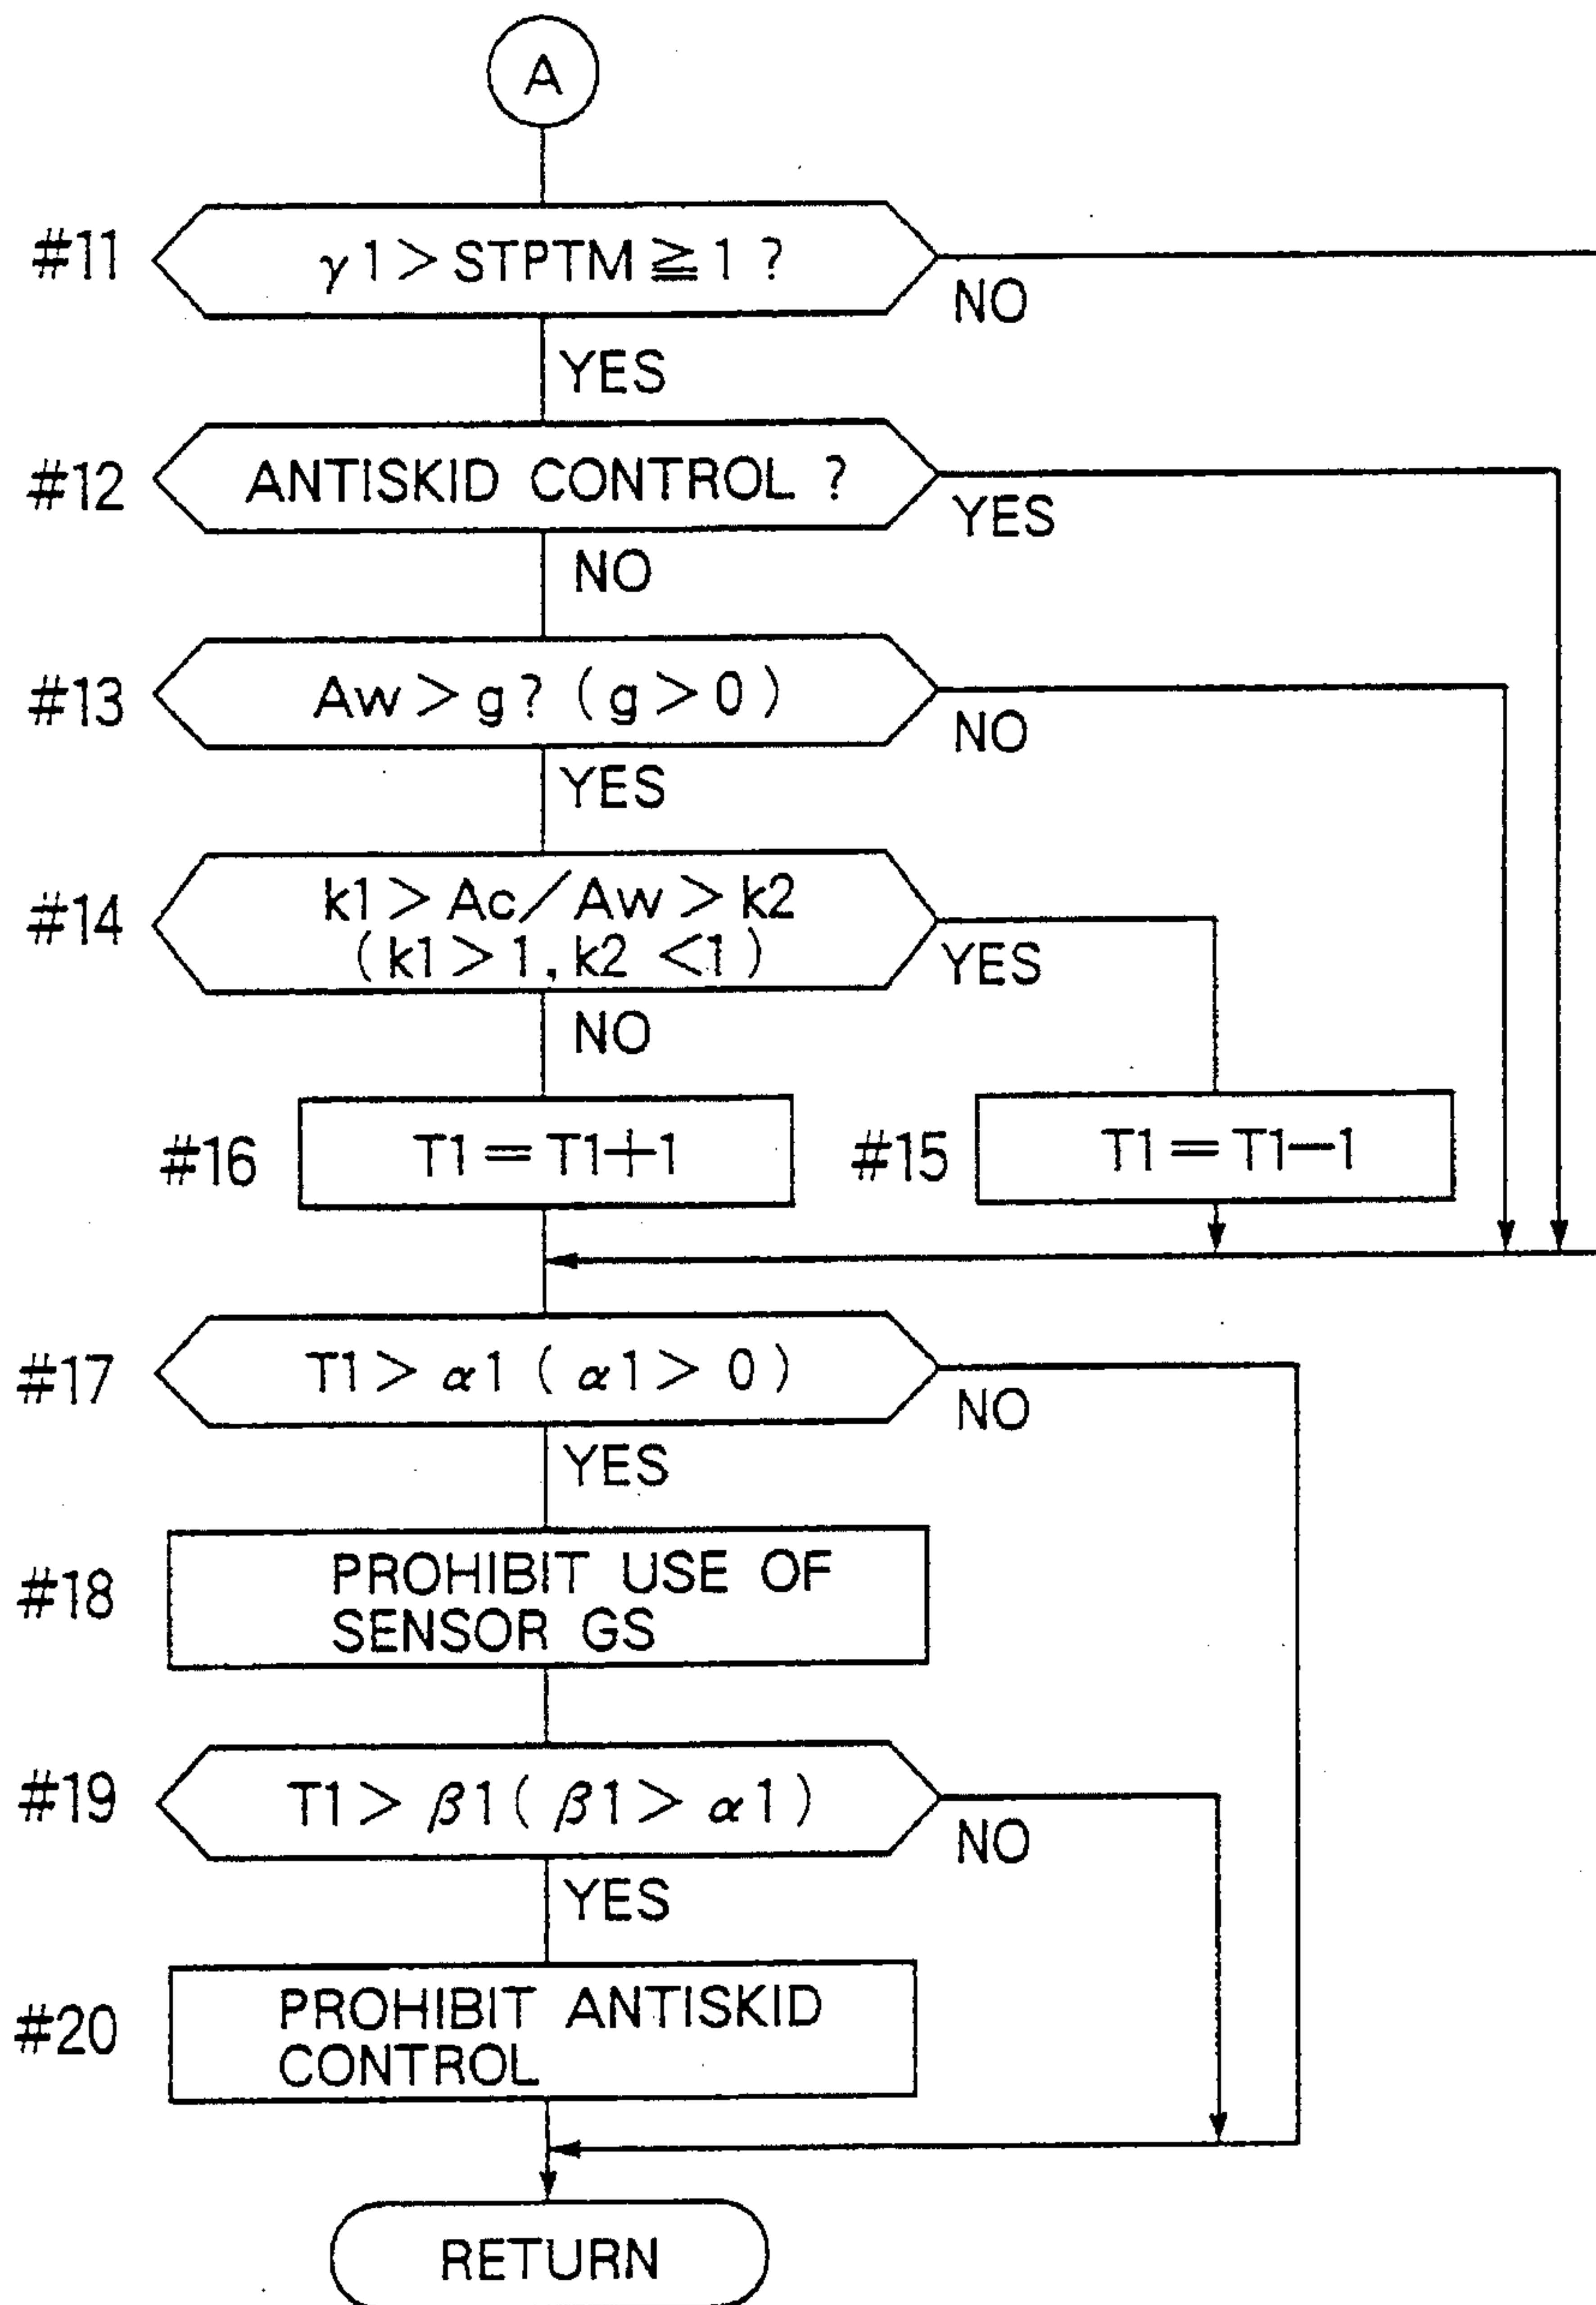 A
#11
γ1 > STPTM ≧ 1 ?
NO
YES
#12
ANTISKID CONTROL ?
YES
NO
#13
Aw > g ? ( g > 0 )
NO
YES
#14
k1 > Ac / Aw > k2
( k1 > 1 , k2 < 1 )
YES
NO
#16
T1 = T1+1
#15
T1 = T1−1
#17
T1 > α1 ( α1 > 0 )
NO
YES
#18
PROHIBIT USE OF
SENSOR GS
#19
T1 > β1 ( β1 > α1 )
NO
YES
#20
PROHIBIT ANTISKID
CONTROL
RETURN